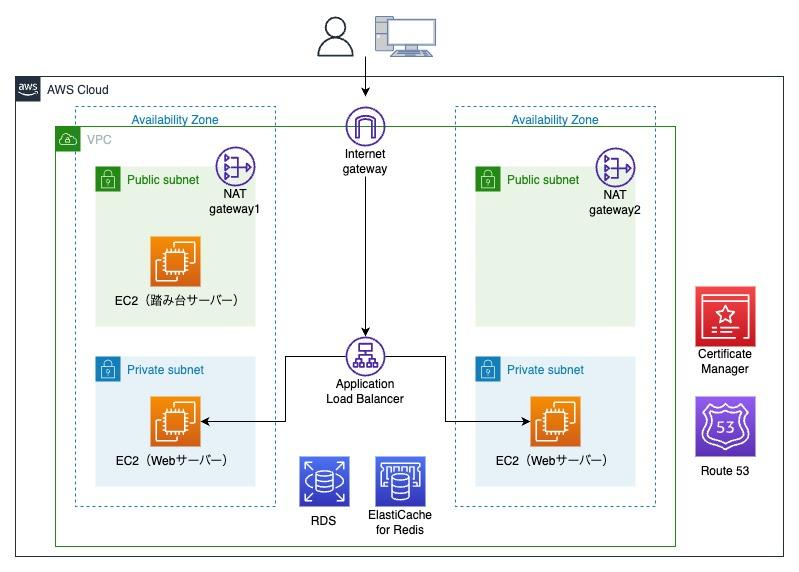 aws
AWS Cloud
Availability Zone
Availability Zone
VPC
Internet
gateway
Public subnet
NAT
gateway1
Public subnet
NAT
gateway2
EC2（踏み台サーバー）
Certificate
Manager
Private subnet
Application
Load Balancer
Private subnet
53
EC2（Webサーバー）
EC2（Webサーバー）
Route 53
RDS
ElastiCache
for Redis